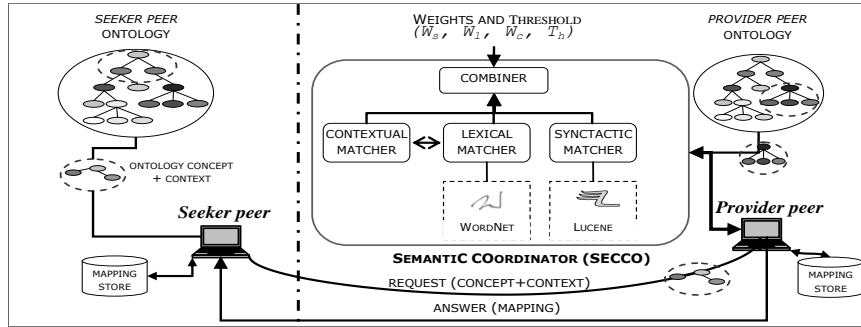 SEEKER PEER
ONTOLOGY
ONTOLOGY CONCEPT
+ CONTEXT
Seeker peer
MAPPING
STORE
WEIGHTS AND THRESHOLD
(Ws, Wl, Wc, Th)
COMBINER
CONTEXTUAL
MATCHER
LEXICAL
MATCHER
SYNCTACTIC
MATCHER
WORDNET
LUCENE
SEMANTIC COORDINATOR (SECCO)
REQUEST (CONCEPT+CONTEXT)
ANSWER (MAPPING)
PROVIDER PEER
ONTOLOGY
Provider peer
MAPPING
STORE